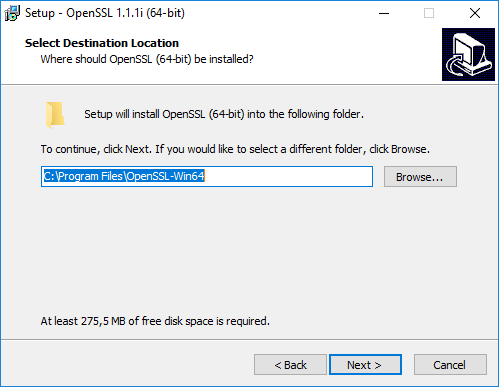 Setup - OpenSSL 1.1.1i (64-bit)
Select Destination Location
Where should OpenSSL (64-bit) be installed?
Setup will install OpenSSL (64-bit) into the following folder.
To continue, click Next. If you would like to select a different folder, click Browse.
C:\Program Files\OpenSSL-Win64
Browse...
At least 275,5 MB of free disk space is required.
< Back
Next >
Cancel